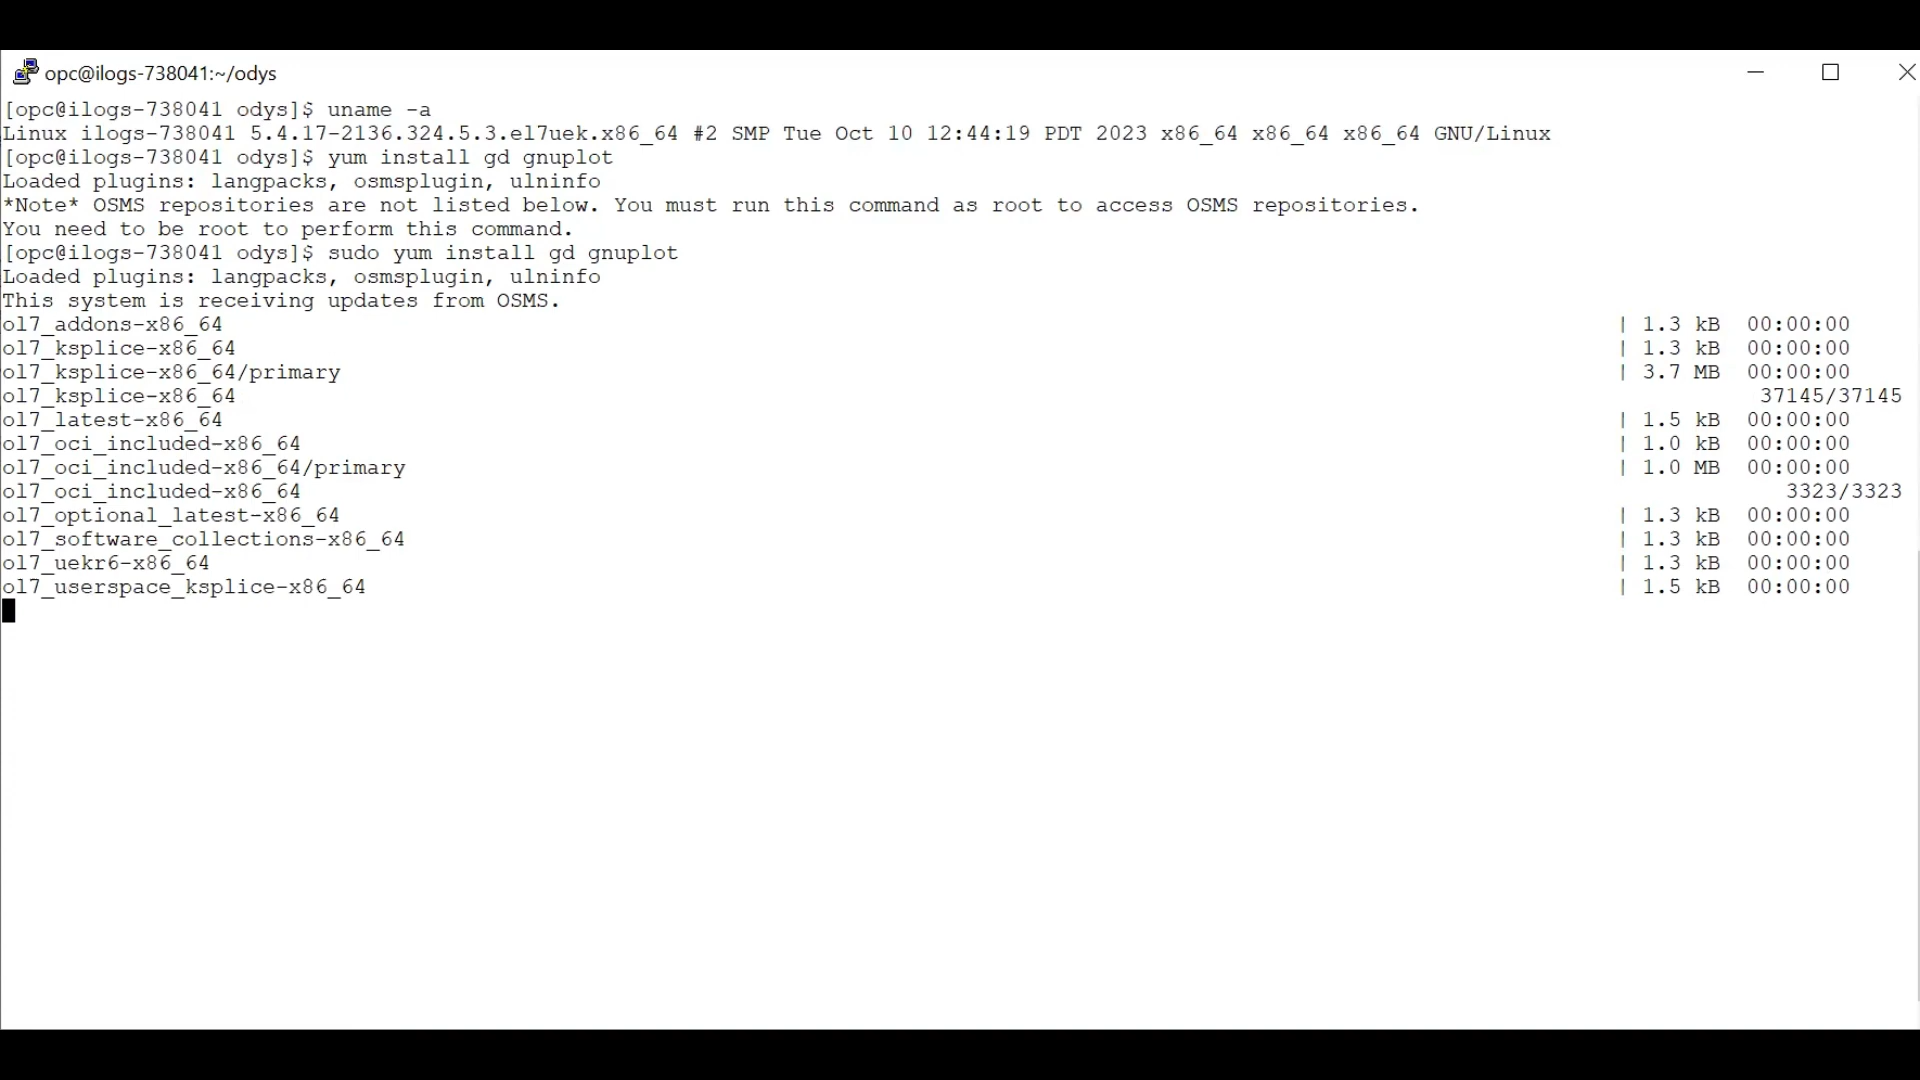 opc@ilogs-738041:~/odys
[opc@ilogs-738041 odys]$ uname -a
Linux ilogs-738041 5.4.17-2136.324.5.3.el7uek.x86_64 #2 SMP Tue Oct 10 12:44:19 PDT 2023 x86_64 x86_64 x86_64 GNU/Linux
[opc@ilogs-738041 odys]$ yum install gd gnuplot
Loaded plugins: langpacks, osmsplugin, ulninfo
*Note* OSMS repositories are not listed below. You must run this command as root to access OSMS repositories.
You need to be root to perform this command.
[opc@ilogs-738041 odys]$ sudo yum install gd gnuplot
Loaded plugins: langpacks, osmsplugin, ulninfo
This system is receiving updates from OSMS.
ol7_addons-x86_64 | 1.3 kB 00:00:00
ol7_ksplice-x86_64 | 1.3 kB 00:00:00
ol7_ksplice-x86_64/primary | 3.7 MB 00:00:00
ol7_ksplice-x86_64 37145/37145
ol7_latest-x86_64 | 1.5 kB 00:00:00
ol7_oci_included-x86_64 | 1.0 kB 00:00:00
ol7_oci_included-x86_64/primary | 1.0 MB 00:00:00
ol7_oci_included-x86_64 3323/3323
ol7_optional_latest-x86_64 | 1.3 kB 00:00:00
ol7_software_collections-x86_64 | 1.3 kB 00:00:00
ol7_uekr6-x86_64 | 1.3 kB 00:00:00
ol7_userspace_ksplice-x86_64 | 1.5 kB 00:00:00